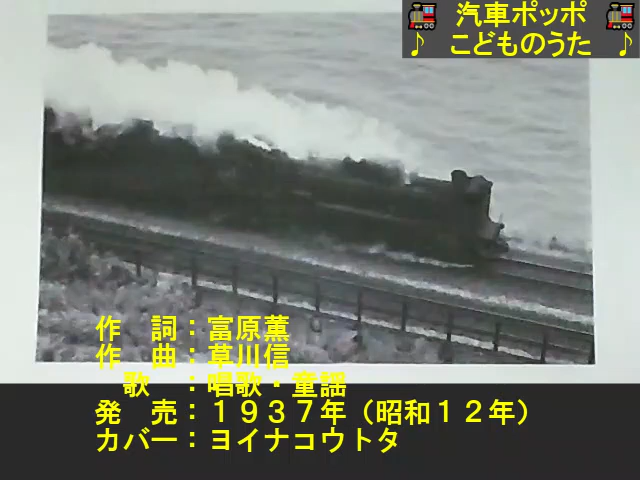 🚂 汽車ポッポ 🚂
♪ こどものうた ♪
作　詞：富原薫
作　曲：草川信
歌　：唱歌・童謡
発　売：１９３７年（昭和１２年）
カバー：ヨイナコウトタ